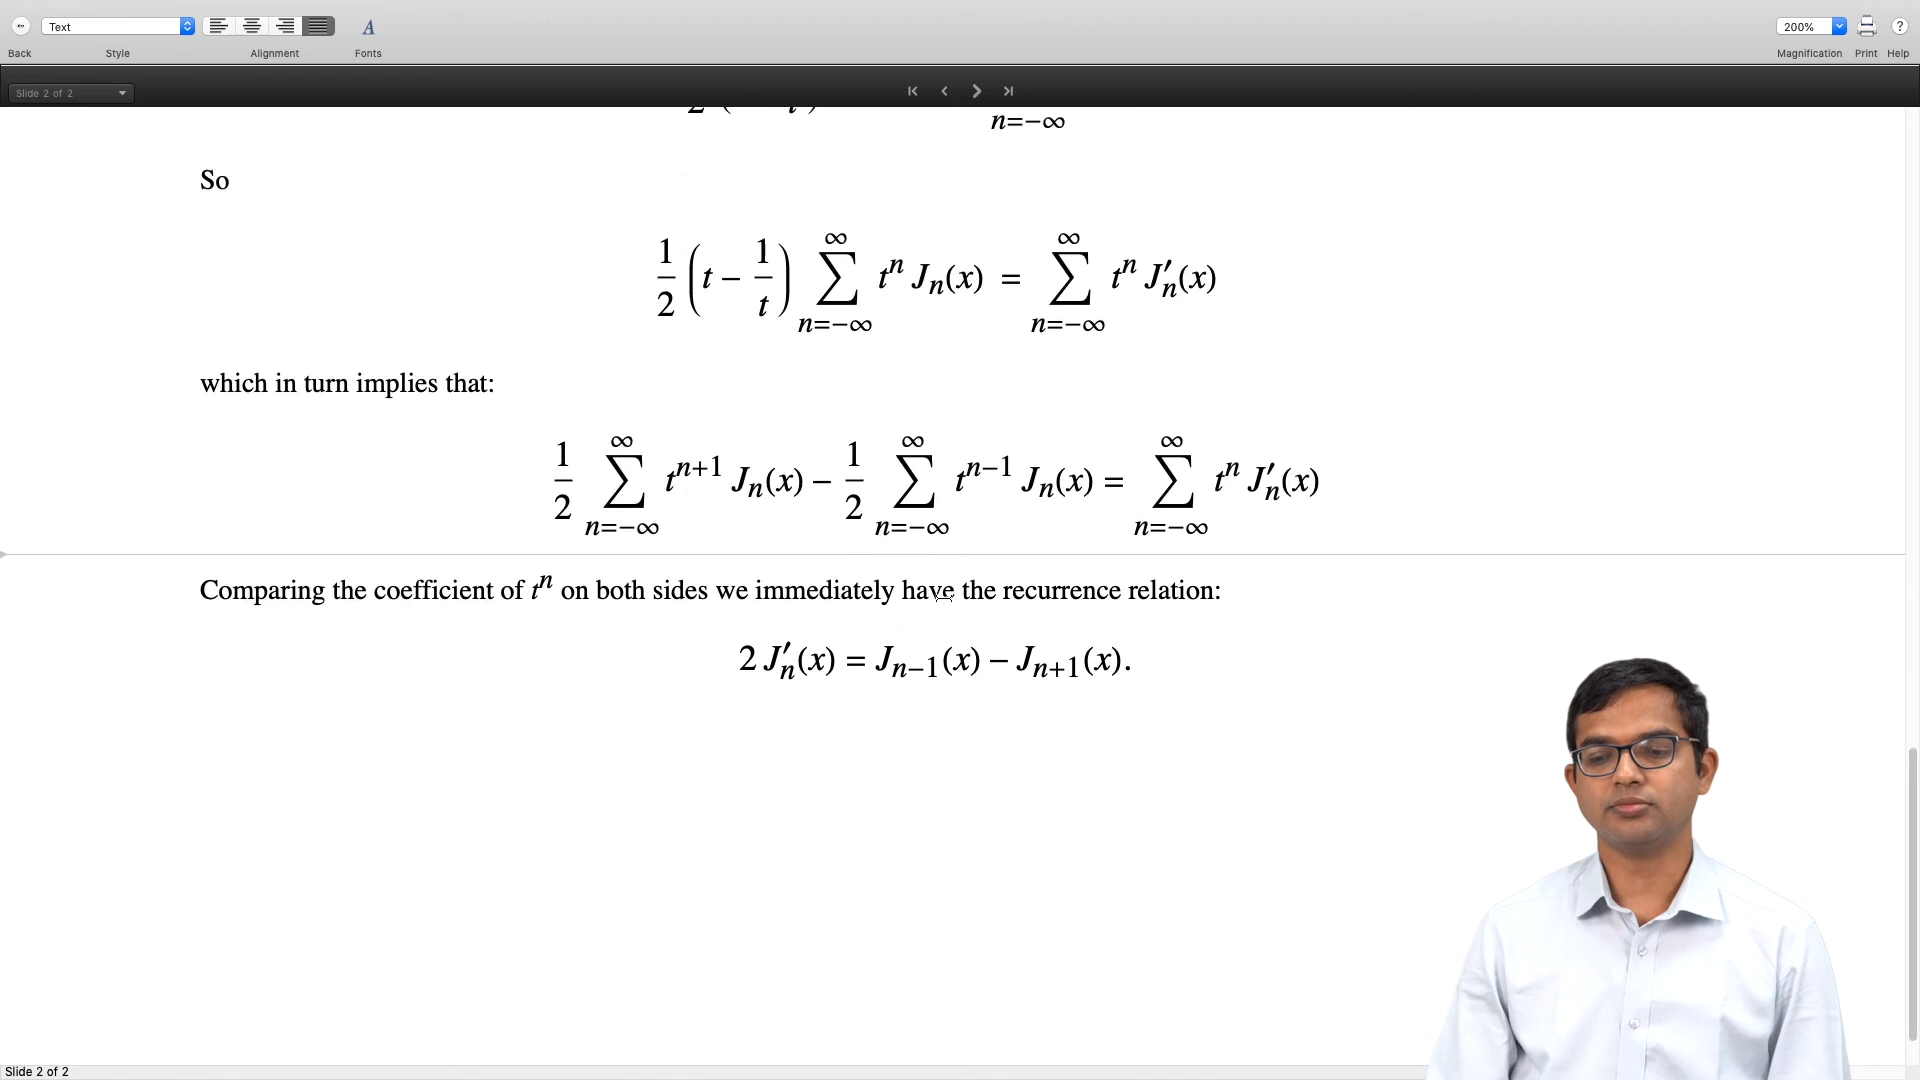 Text
200%
Back Style Alignment Fonts Magnification Print Help
Slide 2 of 2
n=−∞
So
1/2 (t − 1/t) ∑_{n=−∞}^{∞} t^n J_n(x) = ∑_{n=−∞}^{∞} t^n J′_n(x)
which in turn implies that:
1/2 ∑_{n=−∞}^{∞} t^{n+1} J_n(x) − 1/2 ∑_{n=−∞}^{∞} t^{n−1} J_n(x) = ∑_{n=−∞}^{∞} t^n J′_n(x)
Comparing the coefficient of t^n on both sides we immediately have the recurrence relation:
2 J′_n(x) = J_{n−1}(x) − J_{n+1}(x).
Slide 2 of 2